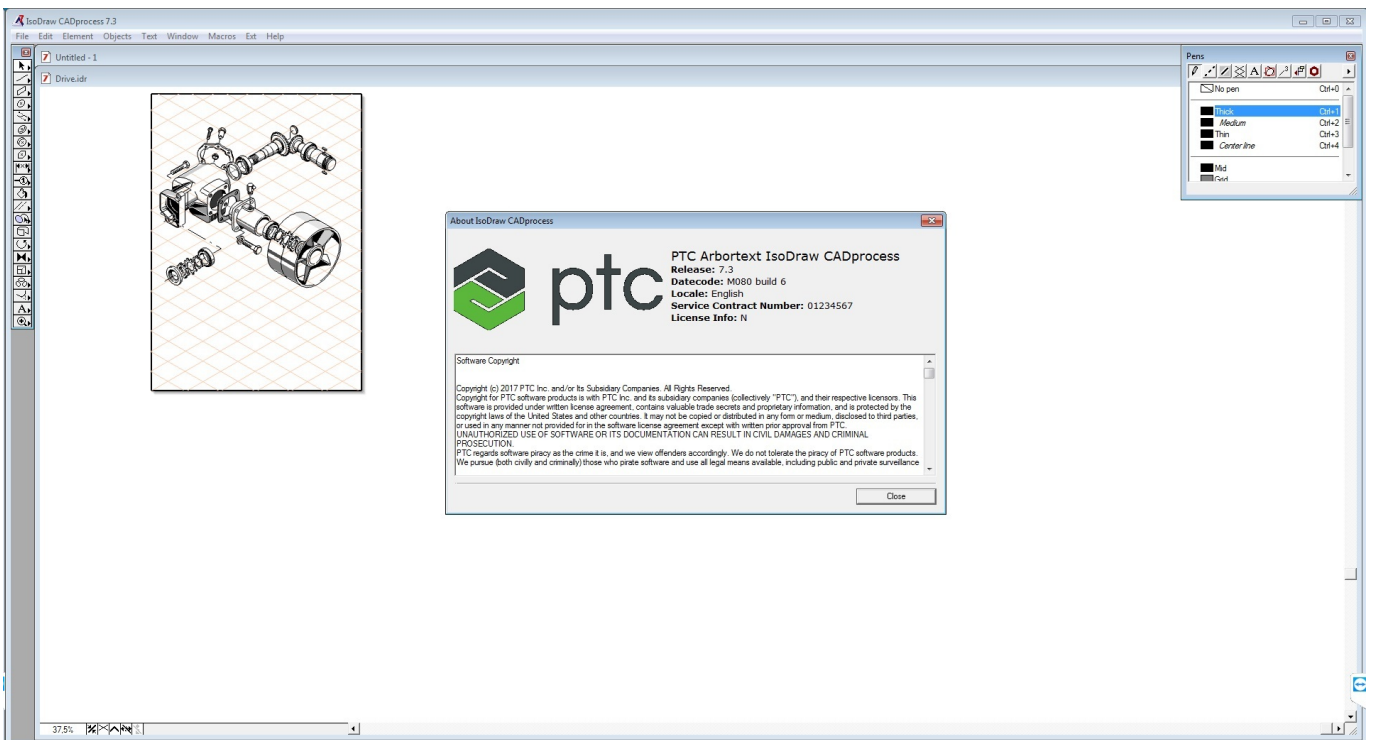 IsoDraw CADprocess 7.3
File Edit Element Objects Text Window Macros Ext Help
Untitled - 1
Drive.idr
Pens
No pen Ctrl+0
Thick Ctrl+1
Medium Ctrl+2
Thin Ctrl+3
Center line Ctrl+4
Mid
Grid
About IsoDraw CADprocess
ptc
PTC Arbortext IsoDraw CADprocess
Release: 7.3
Datecode: M080 build 6
Locale: English
Service Contract Number: 01234567
License Info: N
Software Copyright
Copyright (c) 2017 PTC Inc. and/or Its Subsidiary Companies. All Rights Reserved.
Copyright for PTC software products is with PTC Inc. and its subsidiary companies (collectively "PTC"), and their respective licensors. This
software is provided under written license agreement, contains valuable trade secrets and proprietary information, and is protected by the
copyright laws of the United States and other countries. It may not be copied or distributed in any form or medium, disclosed to third parties,
or used in any manner not provided for in the software license agreement except with written prior approval from PTC.
UNAUTHORIZED USE OF SOFTWARE OR ITS DOCUMENTATION CAN RESULT IN CIVIL DAMAGES AND CRIMINAL
PROSECUTION.
PTC regards software piracy as the crime it is, and we view offenders accordingly. We do not tolerate the piracy of PTC software products.
We pursue (both civilly and criminally) those who pirate software and use all legal means available, including public and private surveillance
Close
37.5%